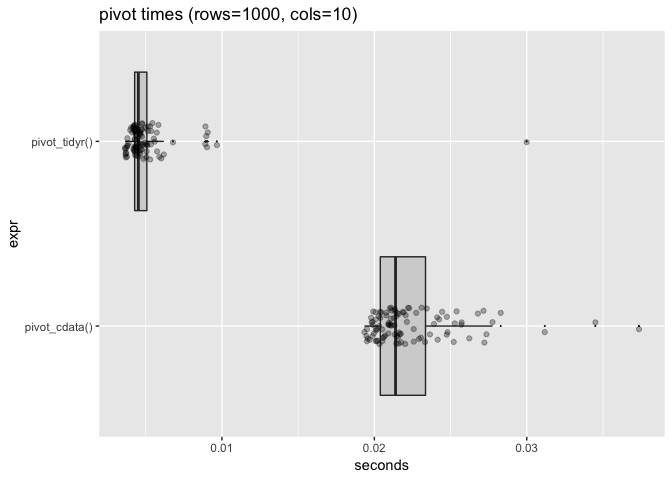 pivot times (rows=1000, cols=10)
pivot_tidyr()
expr
pivot_cdata()
0.01 0.02 0.03
seconds